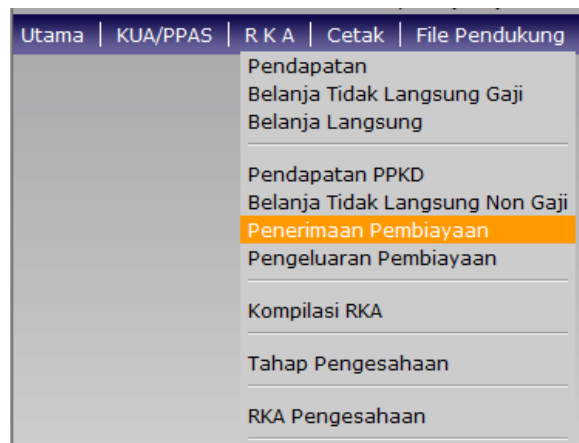 Utama | KUA/PPAS | R K A | Cetak | File Pendukung
Pendapatan
Belanja Tidak Langsung Gaji
Belanja Langsung
Pendapatan PPKD
Belanja Tidak Langsung Non Gaji
Penerimaan Pembiayaan
Pengeluaran Pembiayaan
Kompilasi RKA
Tahap Pengesahaan
RKA Pengesahaan